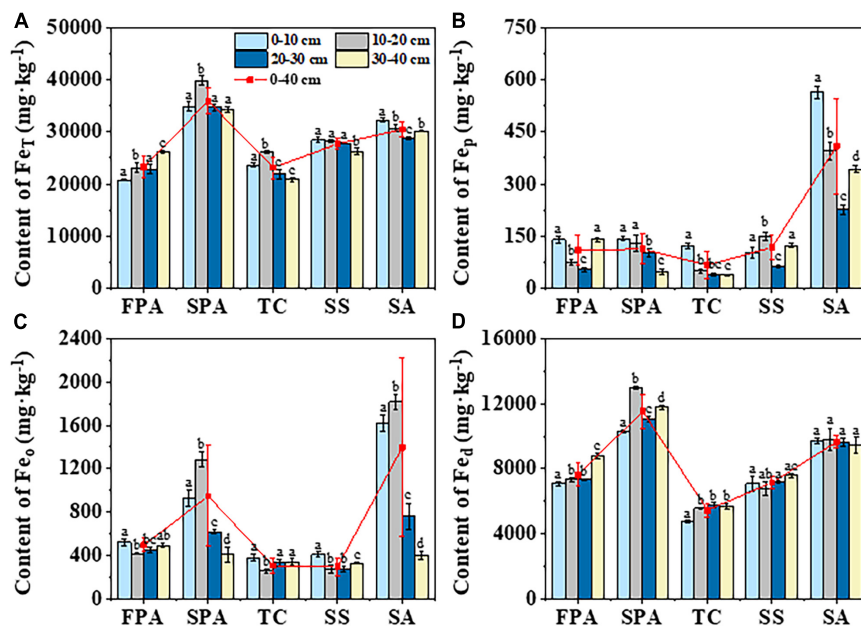 A
Content of FeT (mg·kg-1)
50000
40000
30000
20000
10000
0
0-10 cm
10-20 cm
20-30 cm
30-40 cm
0-40 cm
a b a c
a b a a
a b c c
a a a b
a b c b
FPA SPA TC SS SA
B
Content of Fep (mg·kg-1)
750
600
450
300
150
0
a b c a
a b c
a b bc c
a b c
a b c d
FPA SPA TC SS SA
C
Content of Feo (mg·kg-1)
2400
2000
1600
1200
800
400
0
a b ab
a b c d
a b a a
a b b c
a b c d
FPA SPA TC SS SA
D
Content of Fed (mg·kg-1)
16000
12000
8000
4000
0
a b b c
a b c d
a b b b
a ab a ac
a a a a
FPA SPA TC SS SA